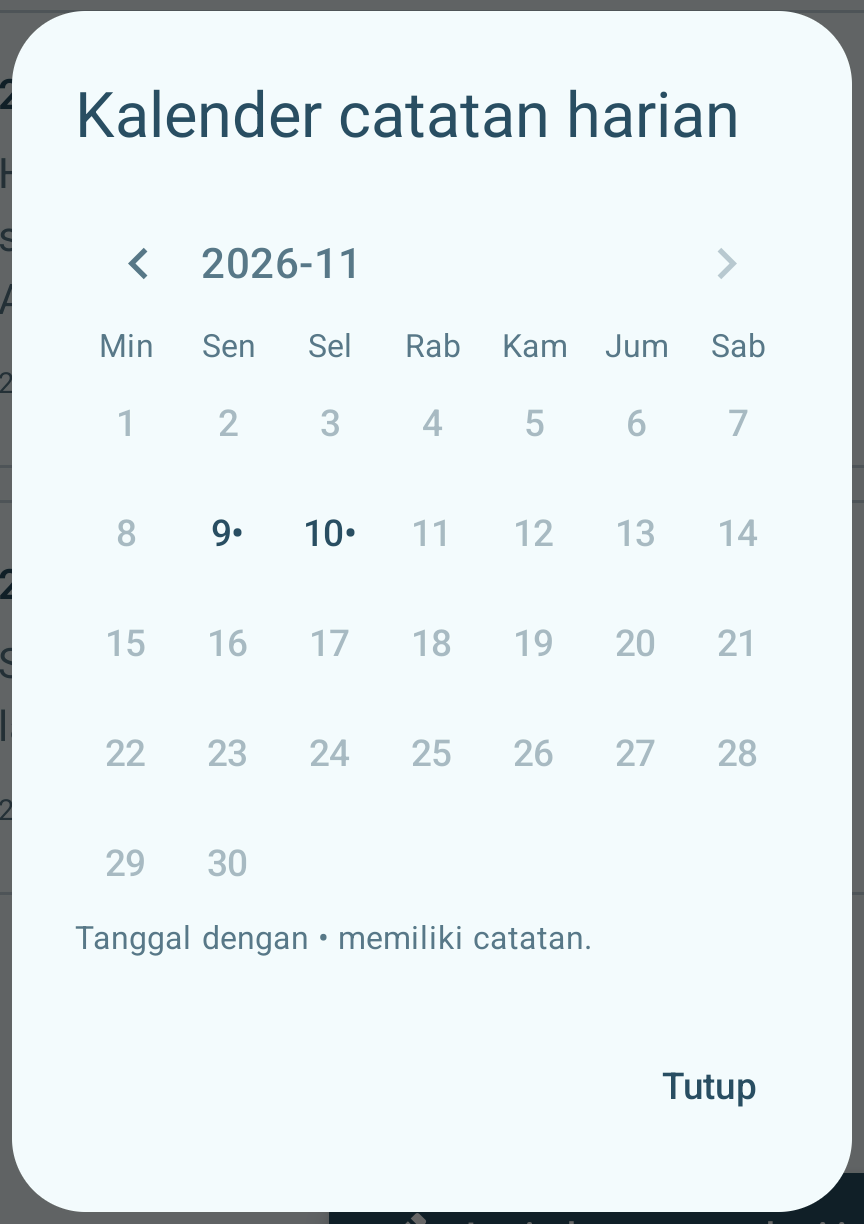 Kalender catatan harian
2026-11
Min Sen Sel Rab Kam Jum Sab
1 2 3 4 5 6 7
8 9• 10• 11 12 13 14
15 16 17 18 19 20 21
22 23 24 25 26 27 28
29 30
Tanggal dengan • memiliki catatan.
Tutup